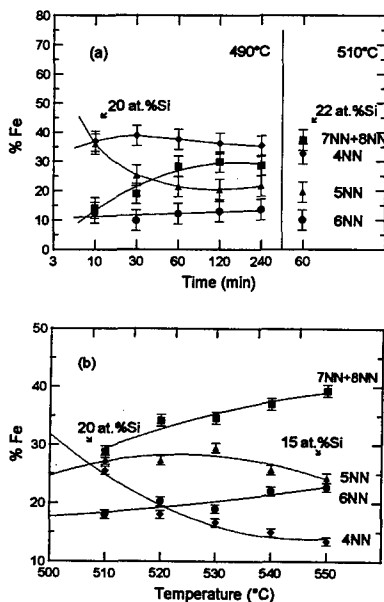 80
(a) 490°C 510°C
70
60
20 at.%Si
22 at.%Si
50
40
30
20
10
0
% Fe
7NN+8NN
4NN
5NN
6NN
3 10 30 60 120 240 60
Time (min)
50
(b)
40
30
20
10
% Fe
20 at.%Si
15 at.%Si
7NN+8NN
5NN
6NN
4NN
500 510 520 530 540 550
Temperature (°C)